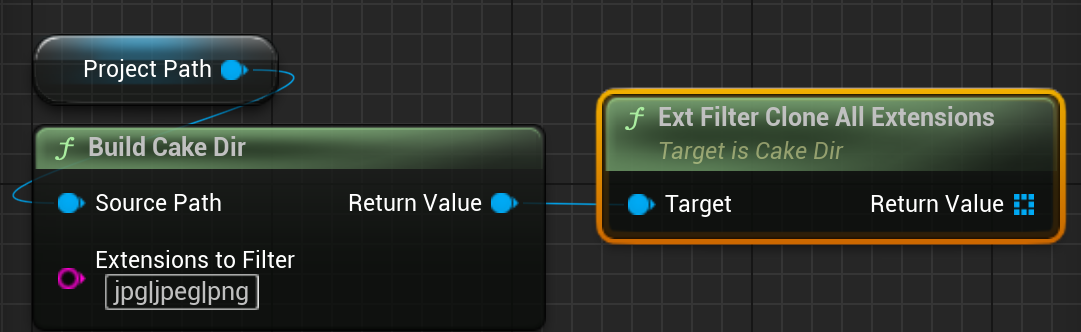 Project Path
f Build Cake Dir
Source Path Return Value
Extensions to Filter
jpg|jpeg|png
f Ext Filter Clone All Extensions
Target is Cake Dir
Target Return Value